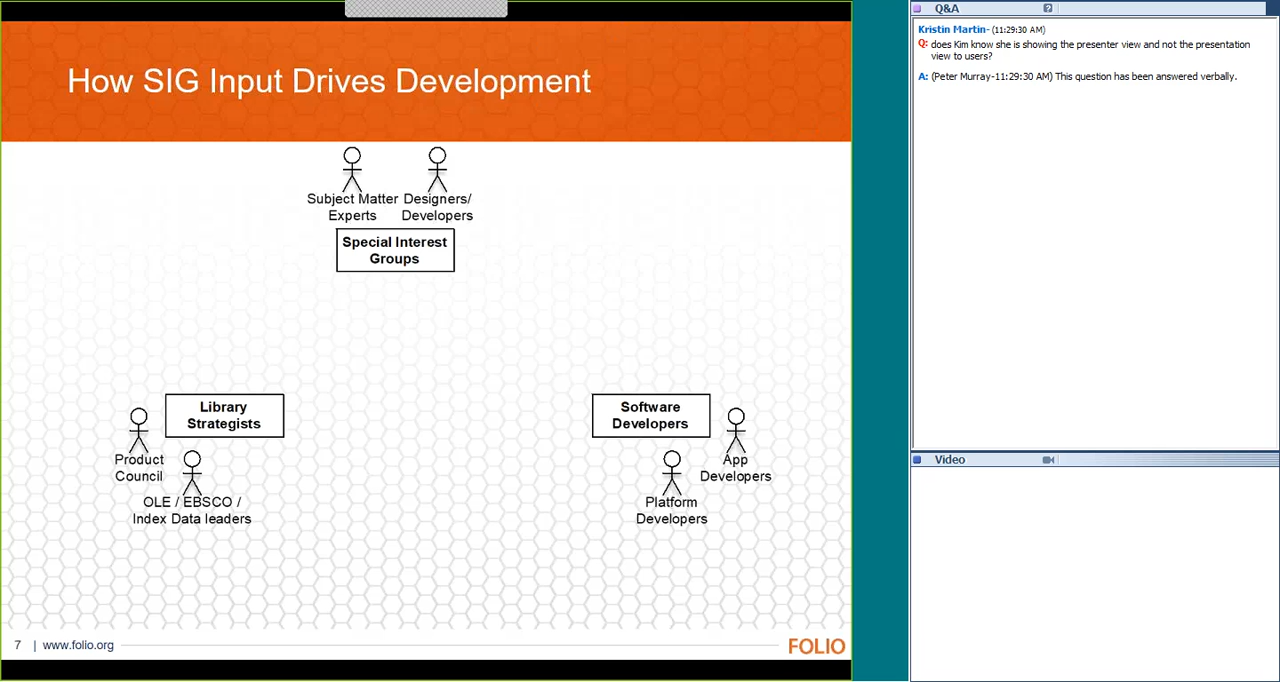 How SIG Input Drives Development
Subject Matter
Experts
Designers/
Developers
Special Interest
Groups
Library
Strategists
Product
Council
OLE / EBSCO /
Index Data leaders
Software
Developers
App
Developers
Platform
Developers
7 | www.folio.org
FOLIO
Q&A
?
Kristin Martin- (11:29:30 AM)
Q: does Kim know she is showing the presenter view and not the presentation
view to users?
A: (Peter Murray-11:29:30 AM) This question has been answered verbally.
Video